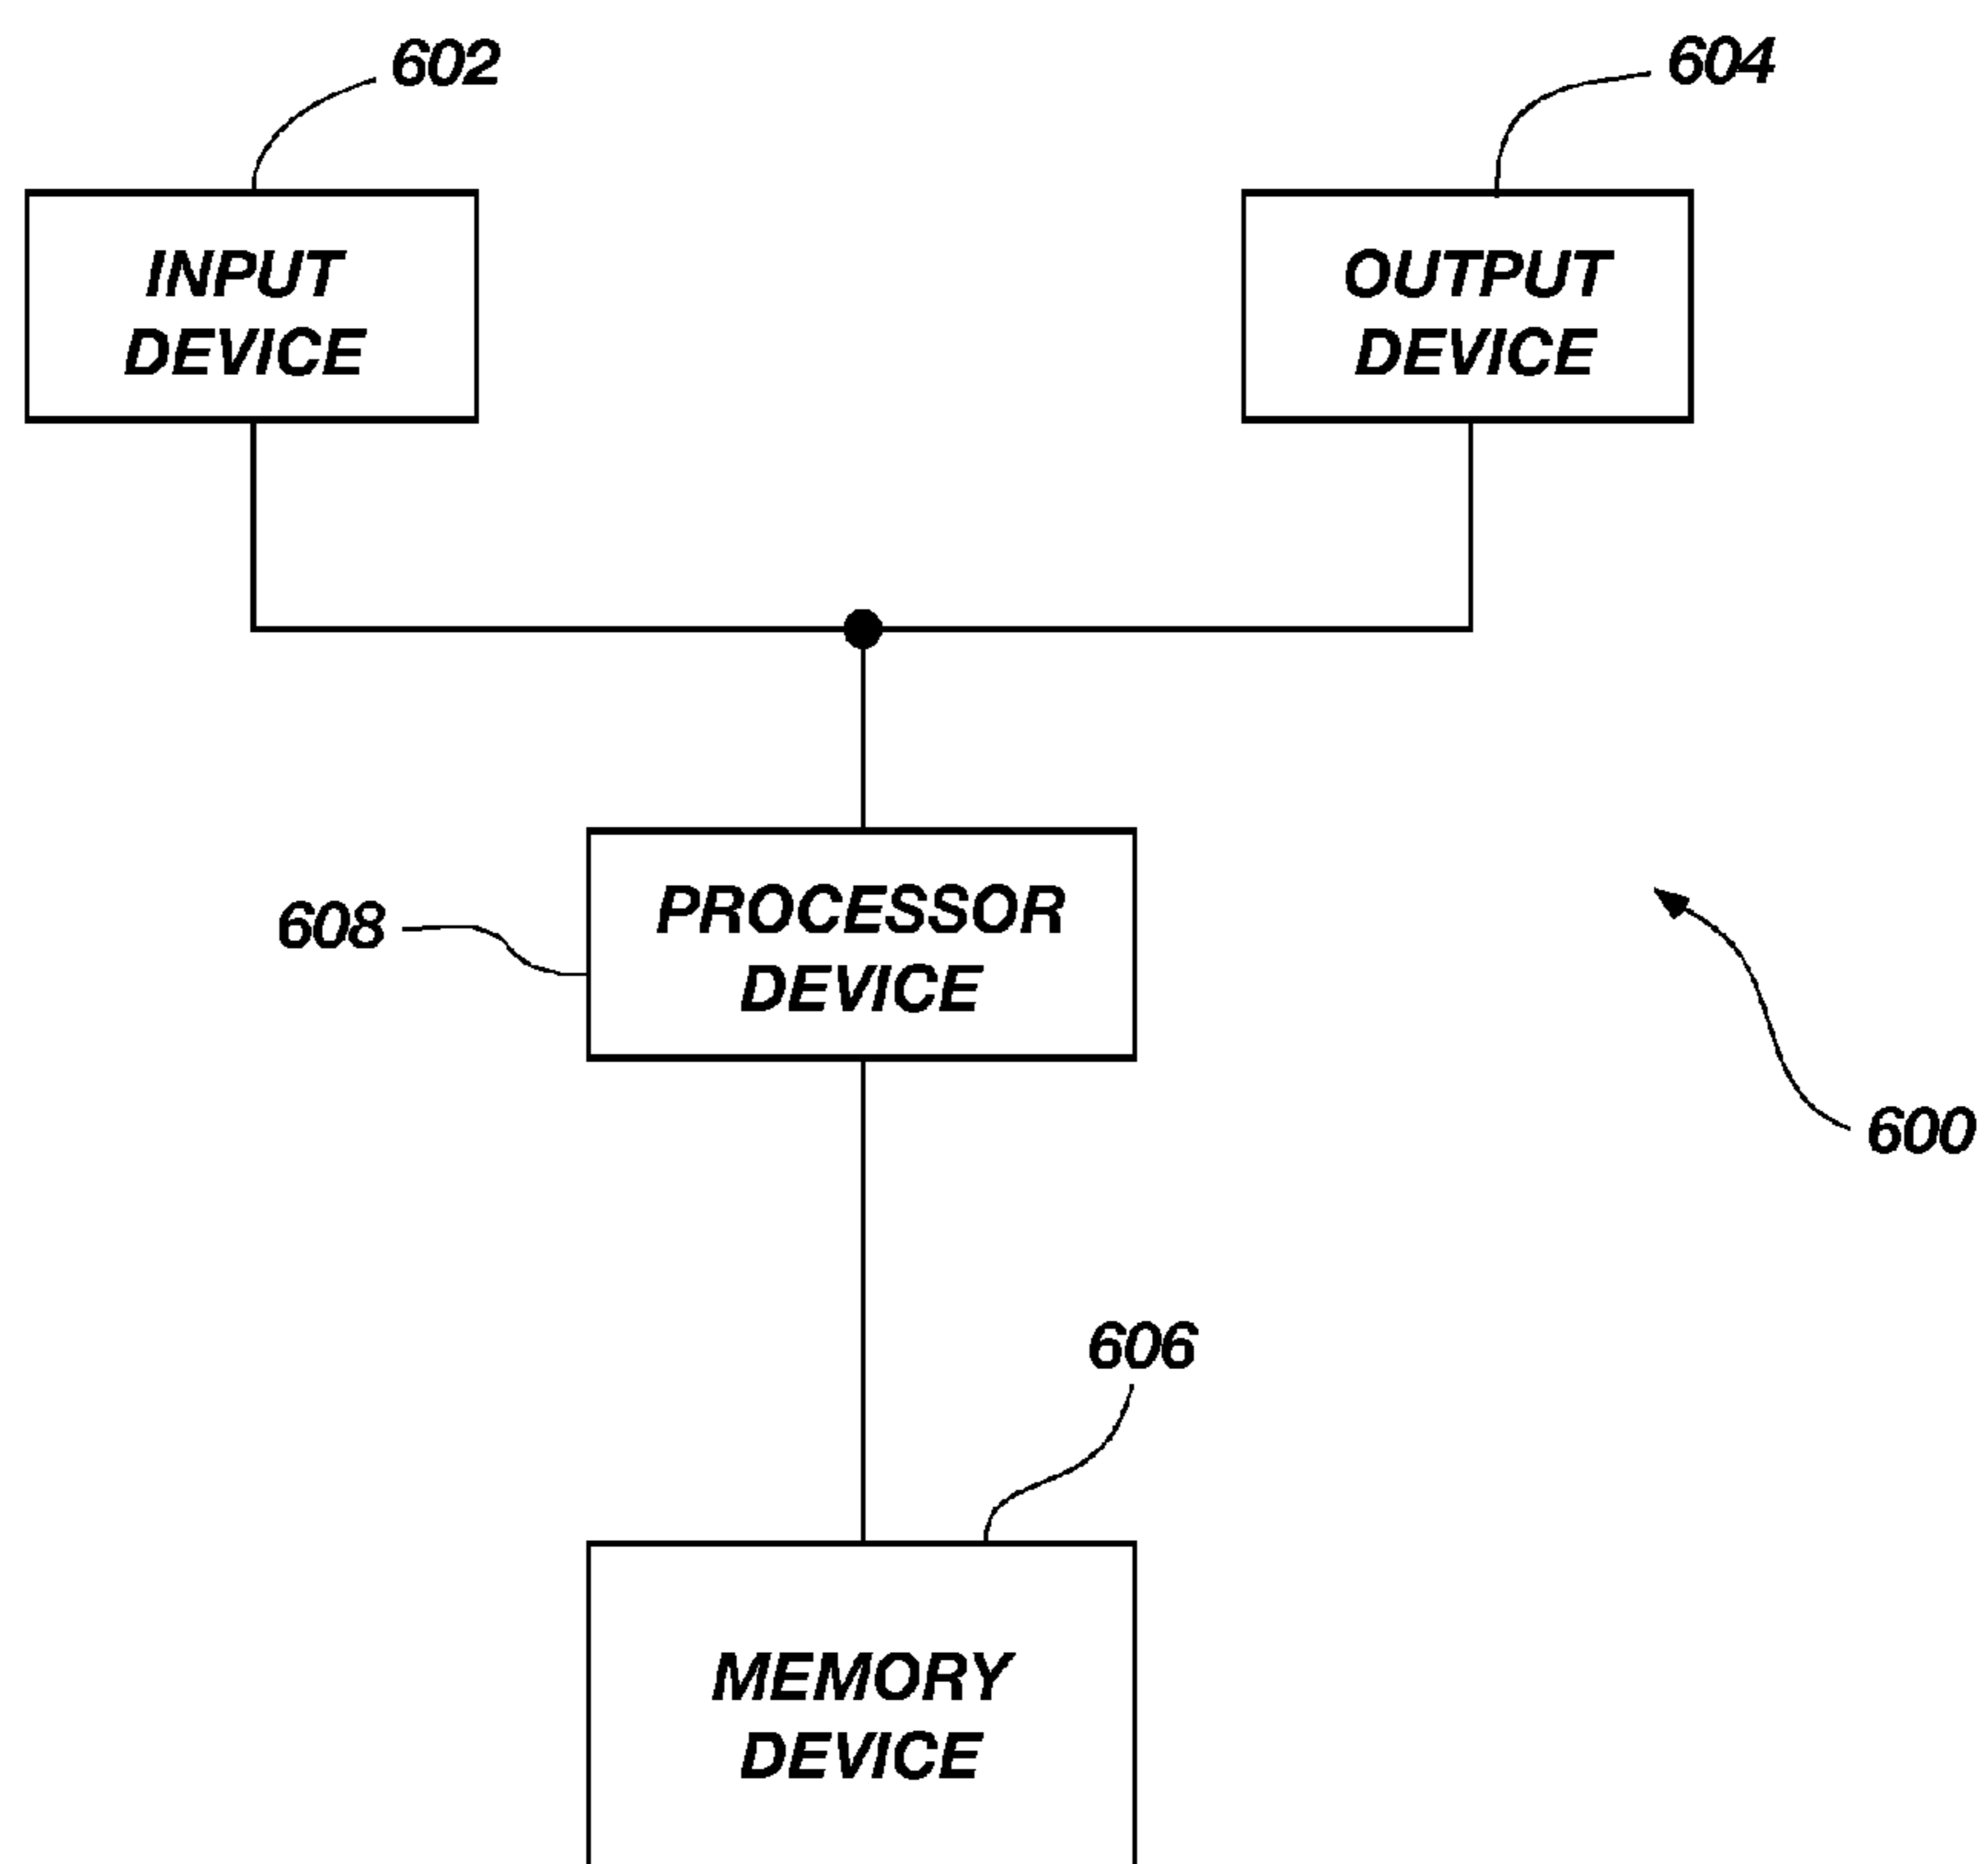 602
604
INPUT
DEVICE
OUTPUT
DEVICE
PROCESSOR
DEVICE
608
600
606
MEMORY
DEVICE